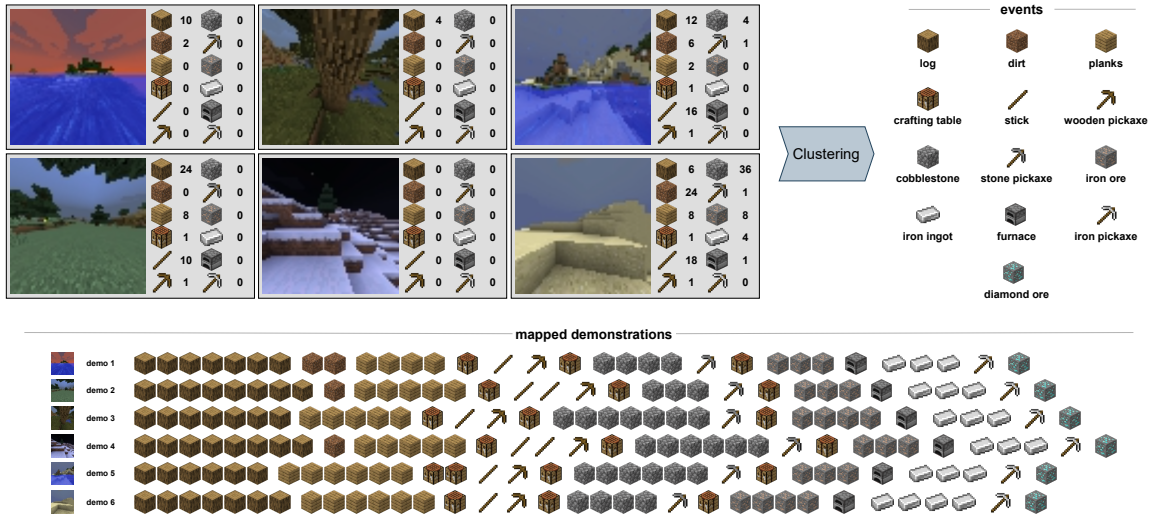 10 0
2 0
0 0
0 0
0 0
0 0
4 0
0 0
0 0
0 0
0 0
0 0
12 4
6 1
2 0
1 0
16 0
1 0
24 0
0 0
8 0
1 0
10 0
1 0
0 0
0 0
0 0
0 0
0 0
0 0
6 36
24 1
8 8
1 4
18 1
1 0
Clustering
events
log dirt planks
crafting table stick wooden pickaxe
cobblestone stone pickaxe iron ore
iron ingot furnace iron pickaxe
diamond ore
mapped demonstrations
demo 1
demo 2
demo 3
demo 4
demo 5
demo 6